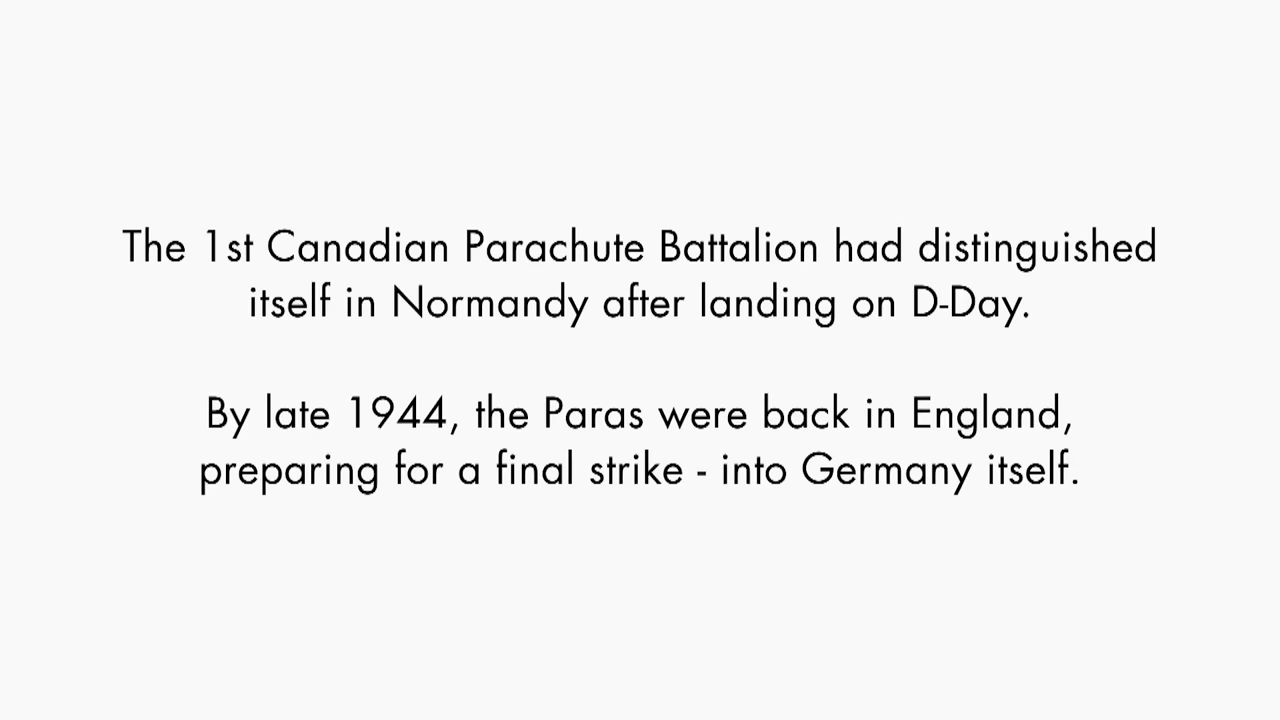 The 1st Canadian Parachute Battalion had distinguished
itself in Normandy after landing on D-Day.
By late 1944, the Paras were back in England,
preparing for a final strike - into Germany itself.